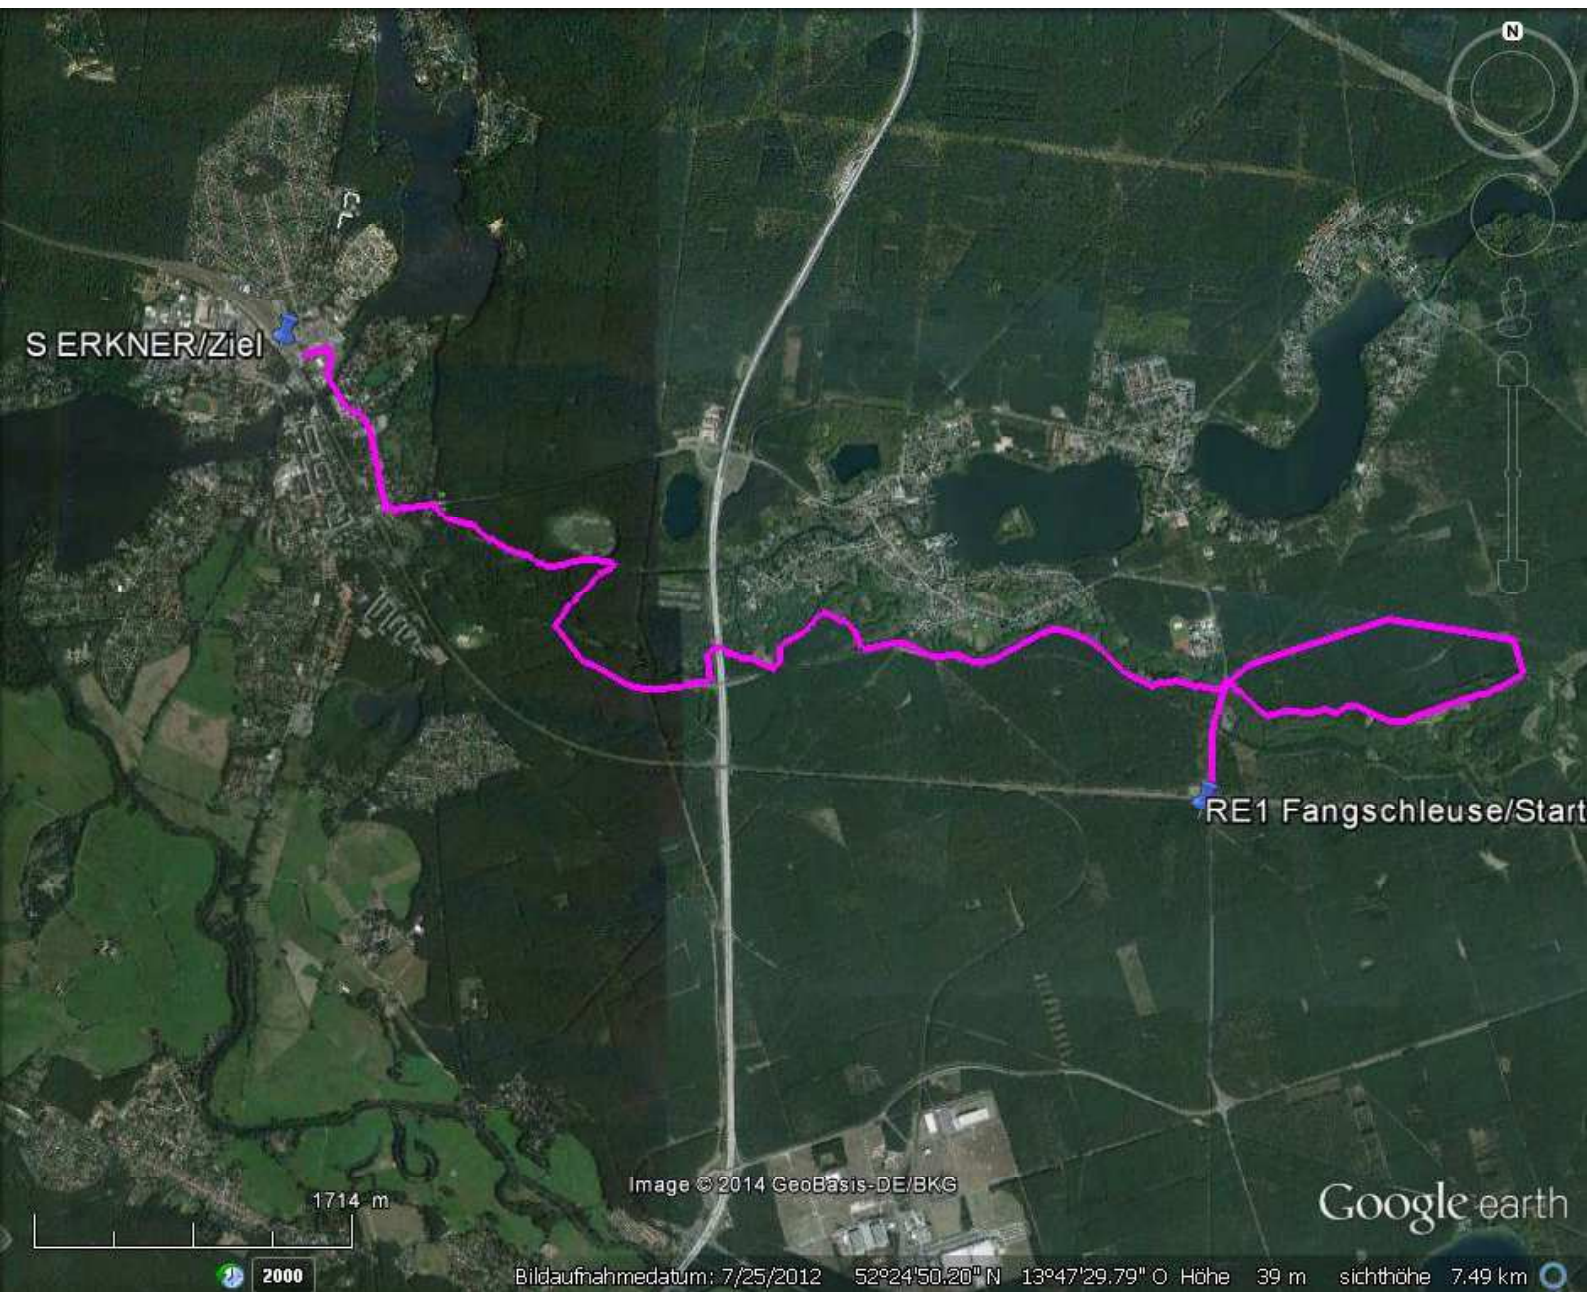 N
S ERKNER/Ziel
RE1 Fangschleuse/Start
Image © 2014 GeoBasis-DE/BKG
1714 m
Google earth
2000
Bildaufnahmedatum: 7/25/2012 52°24'50.20" N 13°47'29.79" O Höhe 39 m sichthöhe 7.49 km